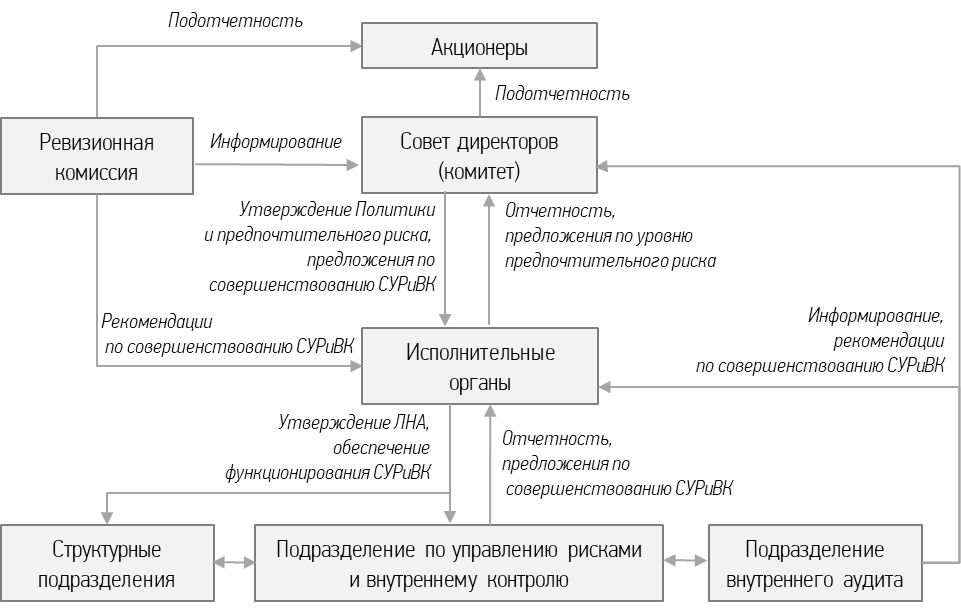 Подотчетность
Акционеры
Подотчетность
Ревизионная
комиссия
Информирование
Совет директоров
(комитет)
Утверждение Политики
и предпочтительного риска,
предложения по
совершенствованию СУРиВК
Отчетность,
предложения по уровню
предпочтительного риска
Рекомендации
по совершенствованию СУРиВК
Информирование,
рекомендации
по совершенствованию СУРиВК
Исполнительные
органы
Утверждение ЛНА,
обеспечение
функционирования СУРиВК
Отчетность,
предложения по
совершенствованию СУРиВК
Структурные
подразделения
Подразделение по управлению рисками
и внутреннему контролю
Подразделение
внутреннего аудита